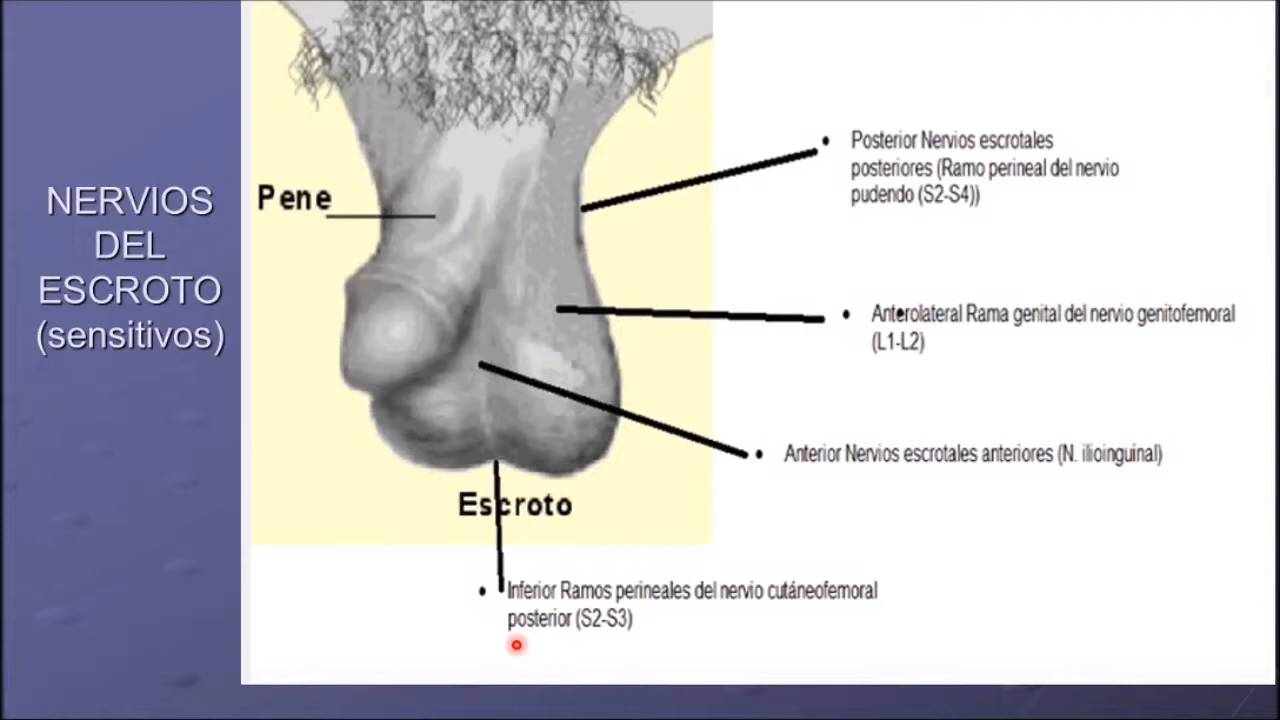 NERVIOS
DEL
ESCROTO
(sensitivos)
Pene
• Posterior Nervios escrotales
posteriores (Ramo perineal del nervio
pudendo (S2-S4))
• Anterolateral Rama genital del nervio genitofemoral
(L1-L2)
• Anterior Nervios escrotales anteriores (N. ilioinguinal)
Escroto
• Inferior Ramos perineales del nervio cutáneofemoral
posterior (S2-S3)